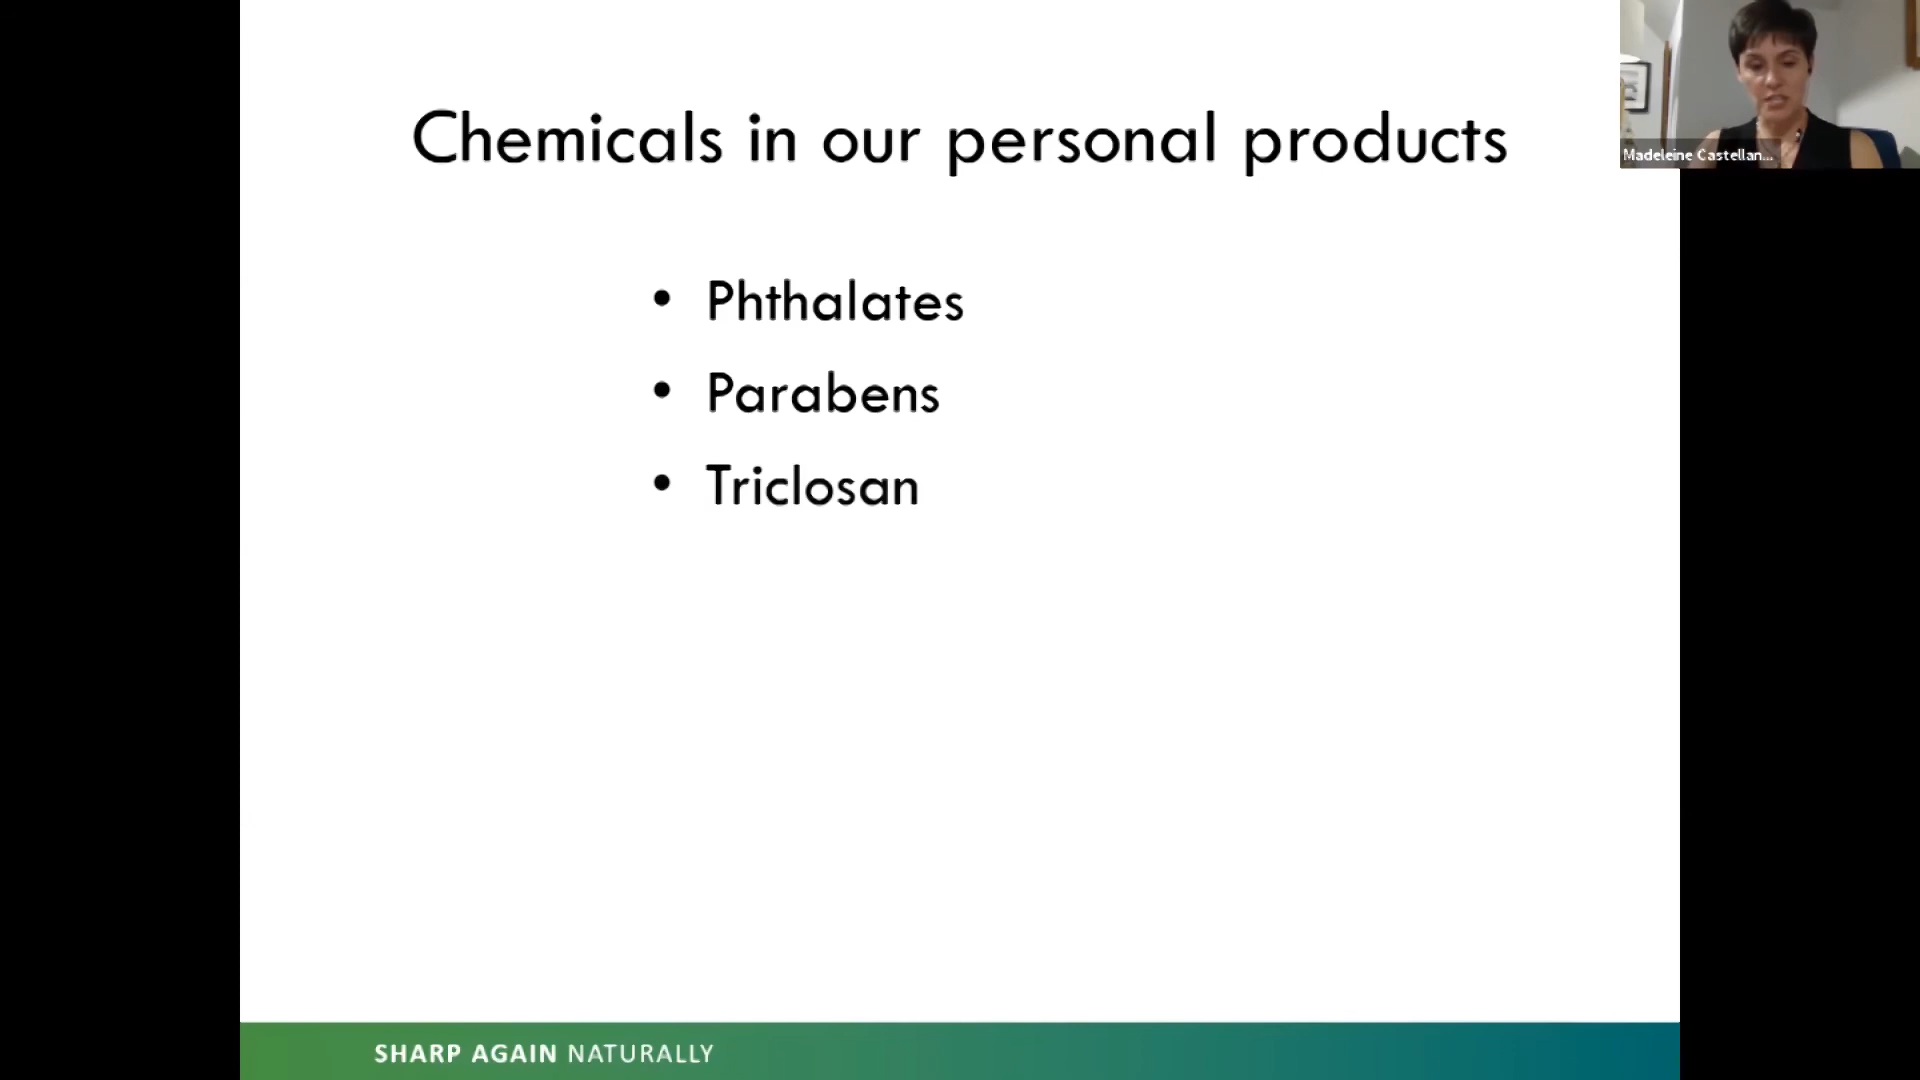 Chemicals in our personal products
• Phthalates
• Parabens
• Triclosan
Madeleine Castellan...
SHARP AGAIN NATURALLY